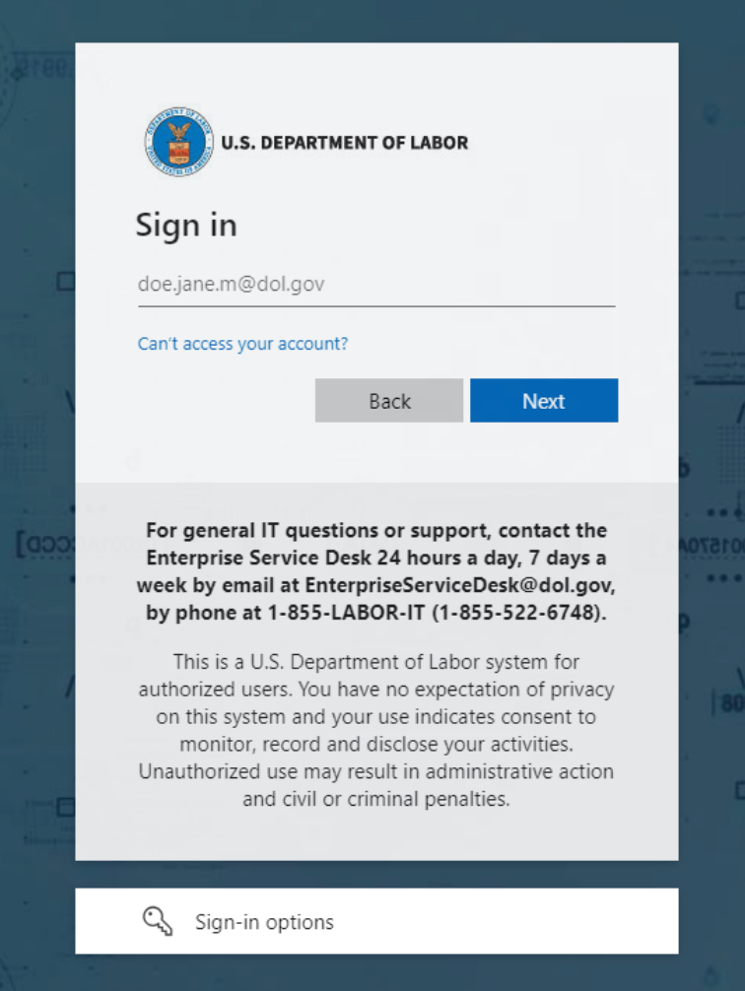 U.S. DEPARTMENT OF LABOR
Sign in
doe.jane.m@dol.gov
Can't access your account?
Back
Next
For general IT questions or support, contact the
Enterprise Service Desk 24 hours a day, 7 days a
week by email at EnterpriseServiceDesk@dol.gov,
by phone at 1-855-LABOR-IT (1-855-522-6748).
This is a U.S. Department of Labor system for
authorized users. You have no expectation of privacy
on this system and your use indicates consent to
monitor, record and disclose your activities.
Unauthorized use may result in administrative action
and civil or criminal penalties.
Sign-in options